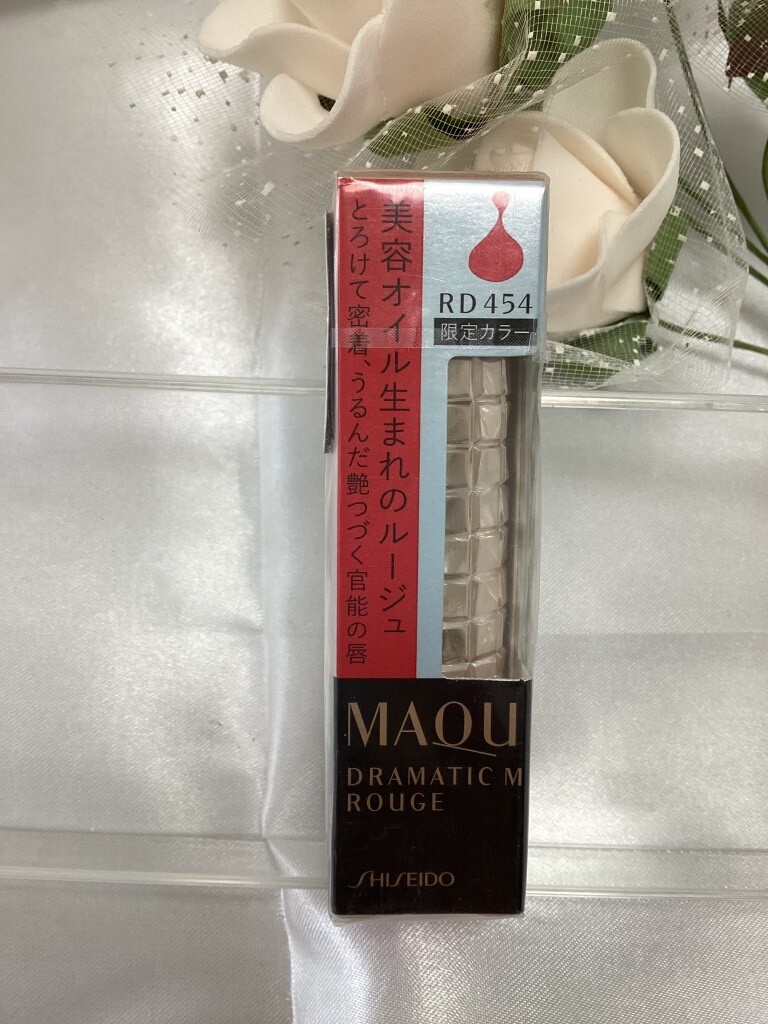 美容オイル生まれのルージュ
とろけて密着、うるんだ艶つづく官能の唇
RD 454
限定カラー
MAQU
DRAMATIC M
ROUGE
SHISEIDO